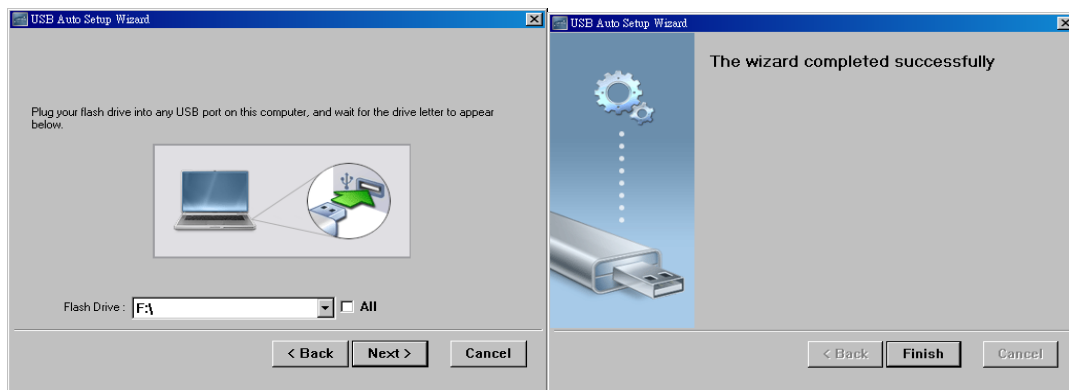 USB Auto Setup Wizard
Plug your flash drive into any USB port on this computer, and wait for the drive letter to appear
below.
Flash Drive : F:\ All
< Back Next > Cancel
USB Auto Setup Wizard
The wizard completed successfully
< Back Finish Cancel